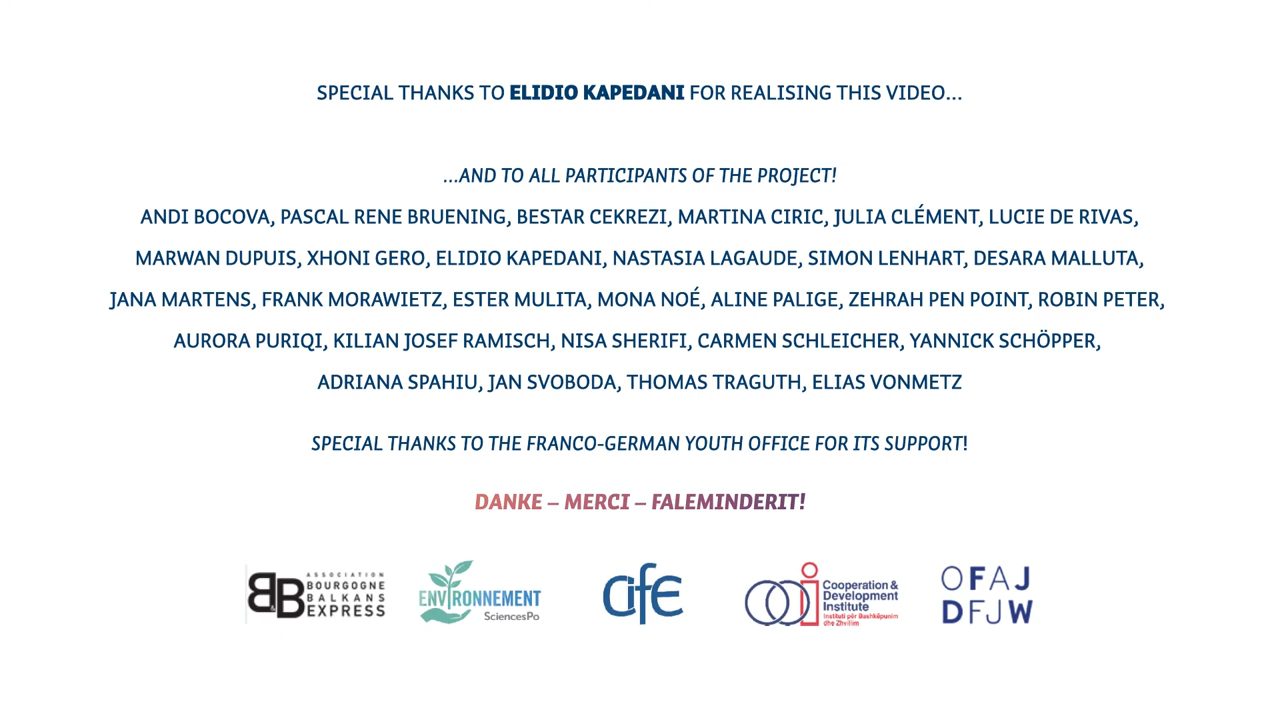 SPECIAL THANKS TO ELIDIO KAPEDANI FOR REALISING THIS VIDEO...
...AND TO ALL PARTICIPANTS OF THE PROJECT!
ANDI BOCOVA, PASCAL RENE BRUENING, BESTAR CEKREZI, MARTINA CIRIC, JULIA CLÉMENT, LUCIE DE RIVAS,
MARWAN DUPUIS, XHONI GERO, ELIDIO KAPEDANI, NASTASIA LAGAUDE, SIMON LENHART, DESARA MALLUTA,
JANA MARTENS, FRANK MORAWIETZ, ESTER MULITA, MONA NOÉ, ALINE PALIGE, ZEHRAH PEN POINT, ROBIN PETER,
AURORA PURIQI, KILIAN JOSEF RAMISCH, NISA SHERIFI, CARMEN SCHLEICHER, YANNICK SCHÖPPER,
ADRIANA SPAHIU, JAN SVOBODA, THOMAS TRAGUTH, ELIAS VONMETZ
SPECIAL THANKS TO THE FRANCO-GERMAN YOUTH OFFICE FOR ITS SUPPORT!
DANKE – MERCI – FALEMINDERIT!
B&B
ASSOCIATION
BOURGOGNE
BALKANS
EXPRESS
ENVIRONNEMENT
SciencesPo
CifE
Cooperation &
Development
Institute
Instituti për Bashkëpunim
dhe Zhvillim
OFAJ
DFJW